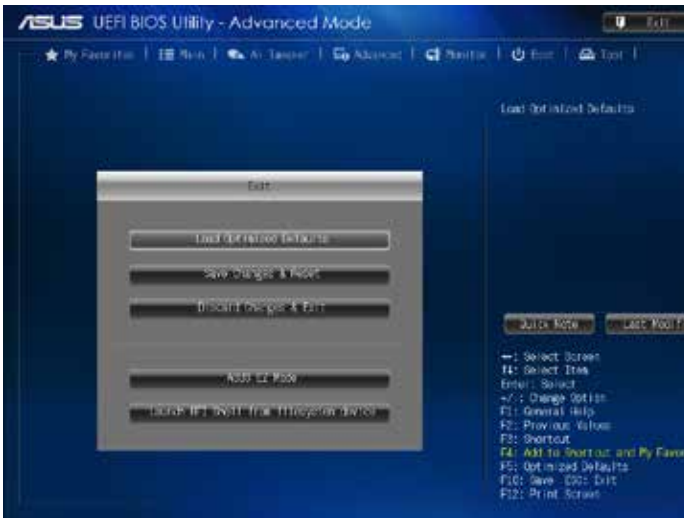 ASUS UEFI BIOS Utility - Advanced Mode
Exit
My Favorites | Main | Ai Tweaker | Advanced | Monitor | Boot | Tool |
Load Optimized Defaults
Exit
Load Optimized Defaults
Save Changes & Reset
Discard Changes & Exit
ASUS EZ Mode
Launch EFI Shell from filesystem device
Quick Note
Last Modif
→←: Select Screen
↑↓: Select Item
Enter: Select
+/-: Change Option
F1: General Help
F2: Previous Values
F3: Shortcut
F4: Add to Shortcut and My Favor
F5: Optimized Defaults
F10: Save ESC: Exit
F12: Print Screen